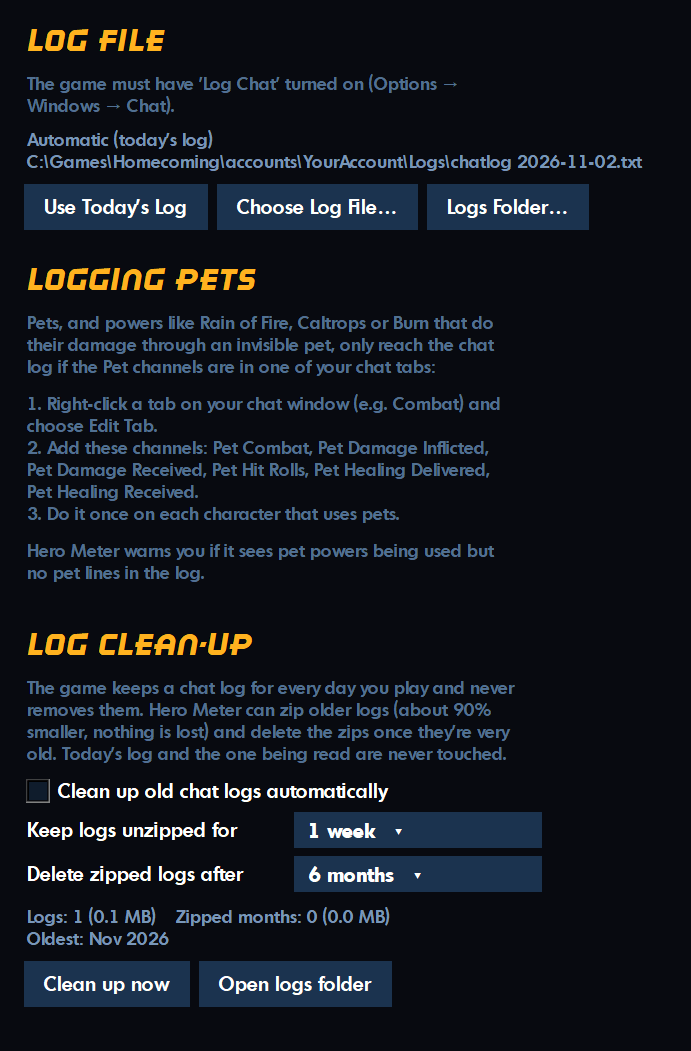 LOG FILE
The game must have 'Log Chat' turned on (Options →
Windows → Chat).
Automatic (today's log)
C:\Games\Homecoming\accounts\YourAccount\Logs\chatlog 2026-11-02.txt
Use Today's Log
Choose Log File...
Logs Folder...
LOGGING PETS
Pets, and powers like Rain of Fire, Caltrops or Burn that do
their damage through an invisible pet, only reach the chat
log if the Pet channels are in one of your chat tabs:
1. Right-click a tab on your chat window (e.g. Combat) and
choose Edit Tab.
2. Add these channels: Pet Combat, Pet Damage Inflicted,
Pet Damage Received, Pet Hit Rolls, Pet Healing Delivered,
Pet Healing Received.
3. Do it once on each character that uses pets.
Hero Meter warns you if it sees pet powers being used but
no pet lines in the log.
LOG CLEAN-UP
The game keeps a chat log for every day you play and never
removes them. Hero Meter can zip older logs (about 90%
smaller, nothing is lost) and delete the zips once they're very
old. Today's log and the one being read are never touched.
Clean up old chat logs automatically
Keep logs unzipped for
1 week
Delete zipped logs after
6 months
Logs: 1 (0.1 MB) Zipped months: 0 (0.0 MB)
Oldest: Nov 2026
Clean up now
Open logs folder